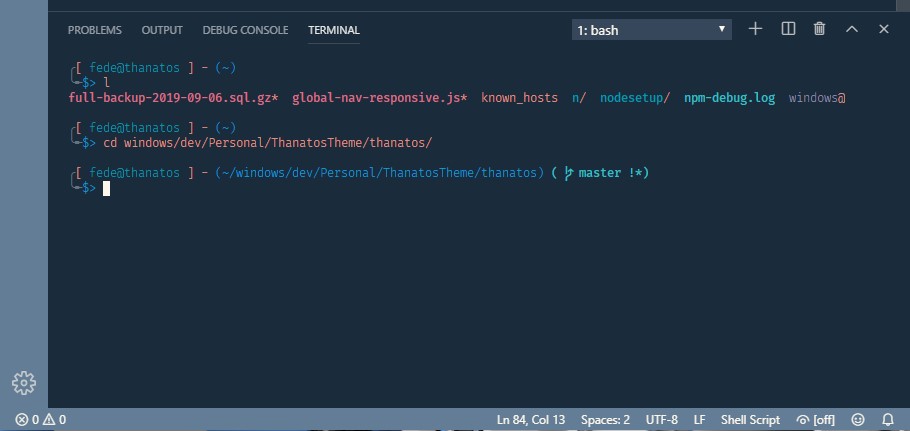 PROBLEMS OUTPUT DEBUG CONSOLE TERMINAL 1: bash
[ fede@thanatos ] - (~)
$> l
full-backup-2019-09-06.sql.gz* global-nav-responsive.js* known_hosts n/ nodesetup/ npm-debug.log windows@
[ fede@thanatos ] - (~)
$> cd windows/dev/Personal/ThanatosTheme/thanatos/
[ fede@thanatos ] - (~/windows/dev/Personal/ThanatosTheme/thanatos) ( master !*)
$>
0 0 Ln 84, Col 13 Spaces: 2 UTF-8 LF Shell Script [off]